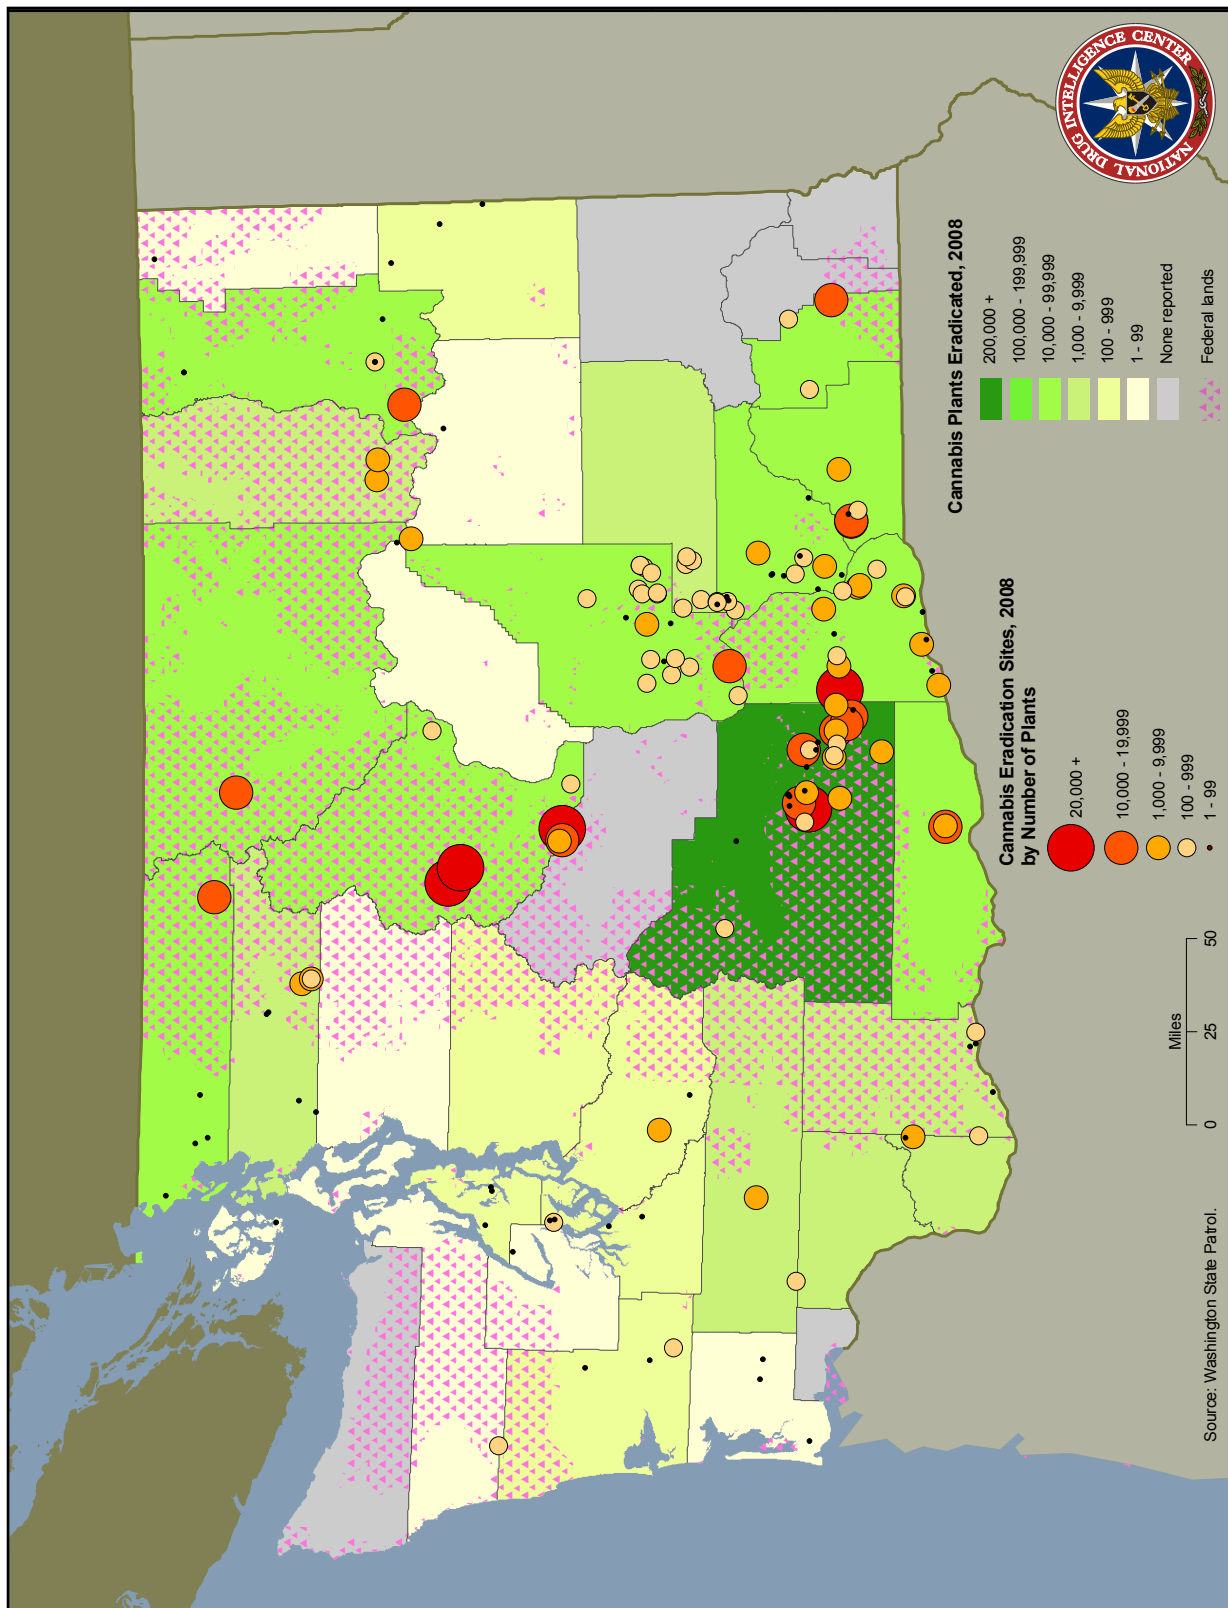 NATIONAL DRUG INTELLIGENCE CENTER
Cannabis Plants Eradicated, 2008
200,000 +
100,000 - 199,999
10,000 - 99,999
1,000 - 9,999
100 - 999
1 - 99
None reported
Federal lands
Cannabis Eradication Sites, 2008
by Number of Plants
20,000 +
10,000 - 19,999
1,000 - 9,999
100 - 999
1 - 99
Miles
0 25 50
Source: Washington State Patrol.